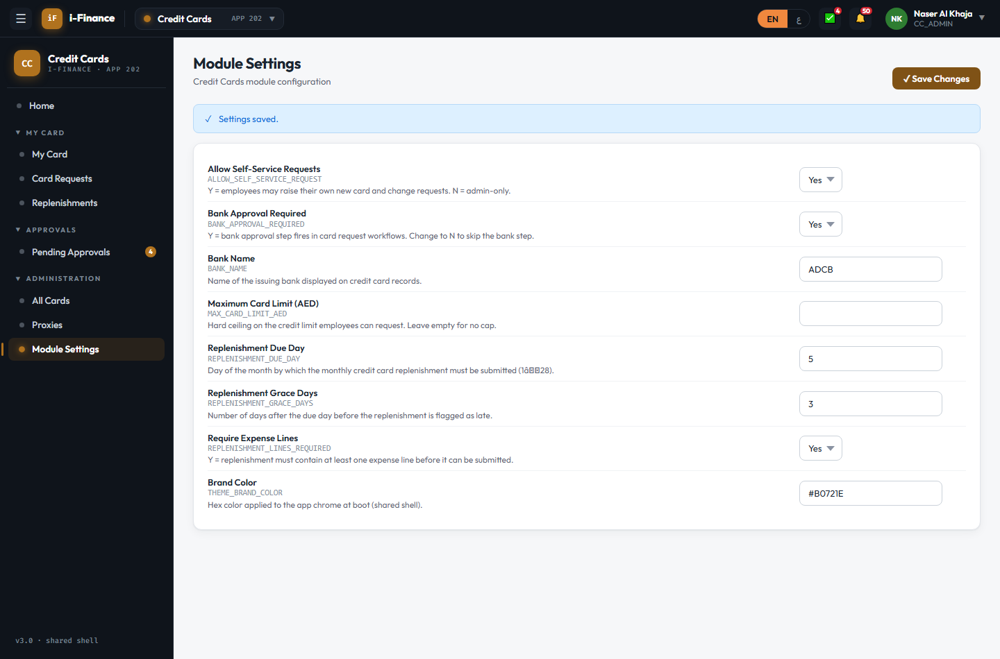 iF
i-Finance
Credit Cards
APP 202
EN
ع
4
50
NK
Naser Al Khaja
CC_ADMIN
CC
Credit Cards
I-FINANCE · APP 202
Home
MY CARD
My Card
Card Requests
Replenishments
APPROVALS
Pending Approvals
4
ADMINISTRATION
All Cards
Proxies
Module Settings
v3.0 · shared shell
Module Settings
Credit Cards module configuration
✓ Save Changes
✓ Settings saved.
Allow Self-Service Requests
ALLOW_SELF_SERVICE_REQUEST
Y = employees may raise their own new card and change requests. N = admin-only.
Yes
Bank Approval Required
BANK_APPROVAL_REQUIRED
Y = bank approval step fires in card request workflows. Change to N to skip the bank step.
Yes
Bank Name
BANK_NAME
Name of the issuing bank displayed on credit card records.
ADCB
Maximum Card Limit (AED)
MAX_CARD_LIMIT_AED
Hard ceiling on the credit limit employees can request. Leave empty for no cap.
Replenishment Due Day
REPLENISHMENT_DUE_DAY
Day of the month by which the monthly credit card replenishment must be submitted (1â28).
5
Replenishment Grace Days
REPLENISHMENT_GRACE_DAYS
Number of days after the due day before the replenishment is flagged as late.
3
Require Expense Lines
REPLENISHMENT_LINES_REQUIRED
Y = replenishment must contain at least one expense line before it can be submitted.
Yes
Brand Color
THEME_BRAND_COLOR
Hex color applied to the app chrome at boot (shared shell).
#B0721E